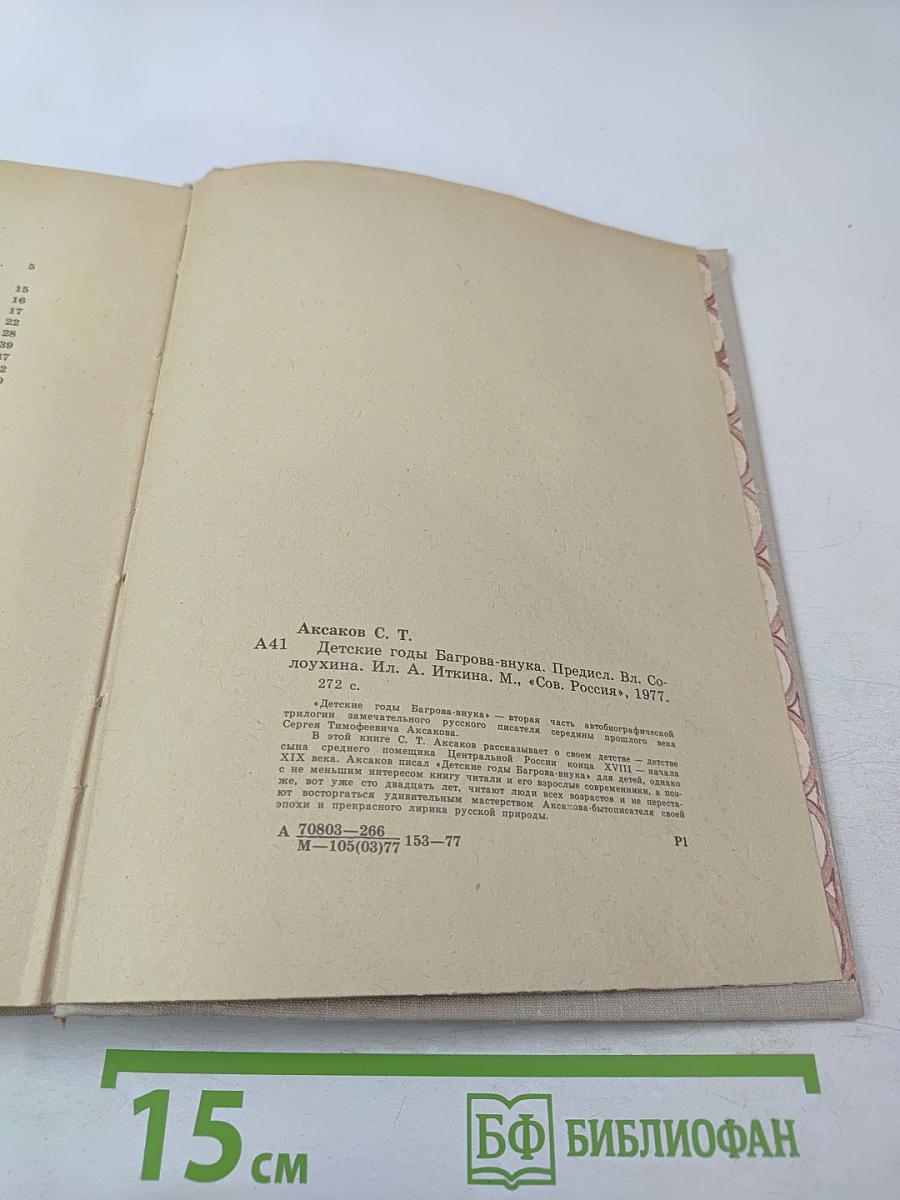 5
15
16
17
22
28
39
Аксаков С. Т.
А41 Детские годы Багрова-внука. Предисл. Вл. Со-
лоухина. Ил. А. Иткина. М., «Сов. Россия», 1977.
272 с.
«Детские годы Багрова-внука» — вторая часть автобиографической
трилогии замечательного русского писателя середины прошлого века
Сергея Тимофеевича Аксакова.
В этой книге С. Т. Аксаков рассказывает о своем детстве — детстве
сына среднего помещика Центральной России конца XVIII — начала
XIX века. Аксаков писал «Детские годы Багрова-внука» для детей, однако
с не меньшим интересом книгу читали и его взрослые современники, а поз-
же, вот уже сто двадцать лет, читают люди всех возрастов и не переста-
ют восторгаться удивительным мастерством Аксакова-бытописателя своей
эпохи и прекрасного лирика русской природы.
А 70803—266
М—105(03)77 153—77 Р1
15 см
БФ БИБЛИОФАН